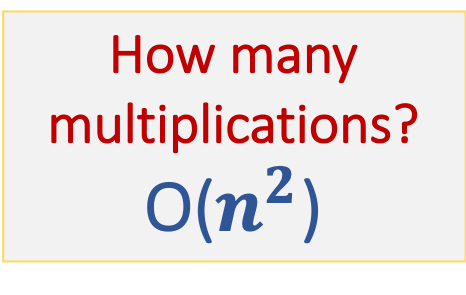 How many
multiplications?
O(n²)